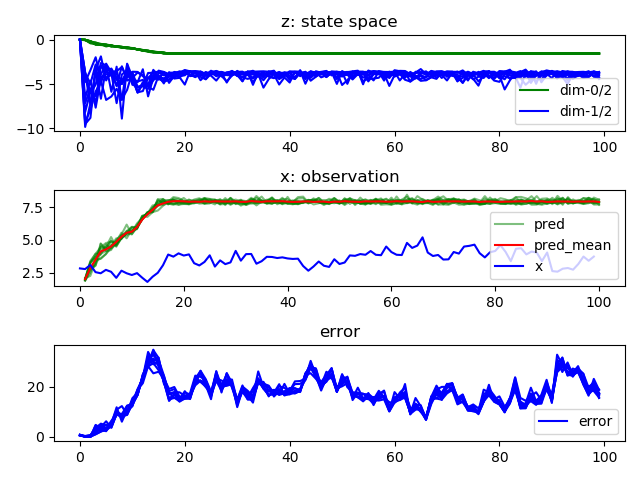 z: state space
0
−5
−10
dim-0/2
dim-1/2
0 20 40 60 80 100
x: observation
7.5
5.0
2.5
pred
pred_mean
x
0 20 40 60 80 100
error
20
0
error
0 20 40 60 80 100